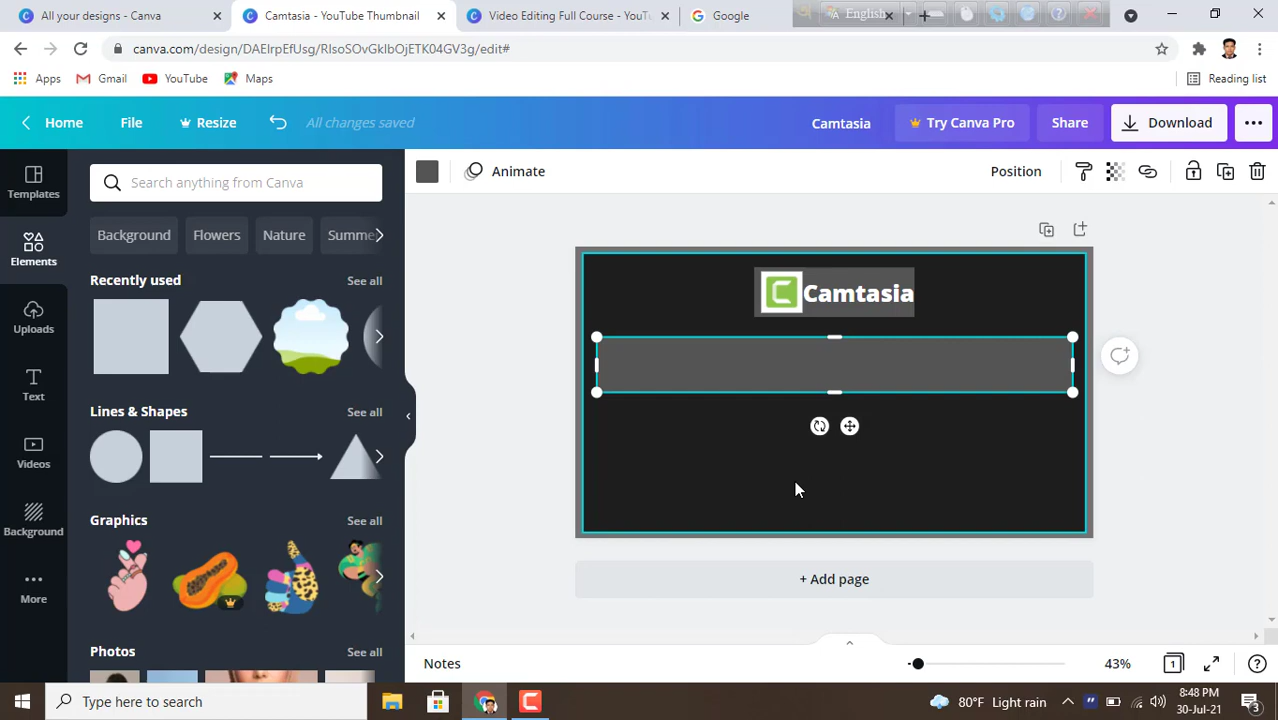 All your designs - Canva
Camtasia - YouTube Thumbnail
Video Editing Full Course - YouT
Google
English
canva.com/design/DAElrpEfUsg/RlsoSOvGklbOjETK04GV3g/edit#
Apps
Gmail
YouTube
Maps
Reading list
Home
File
Resize
All changes saved
Camtasia
Try Canva Pro
Share
Download
Templates
Search anything from Canva
Animate
Position
Elements
Background
Flowers
Nature
Summe
Recently used
See all
Camtasia
Uploads
Text
Lines & Shapes
See all
Videos
Background
Graphics
See all
More
+ Add page
Photos
See all
Notes
43%
1
Type here to search
80°F Light rain
8:48 PM
30-Jul-21
3